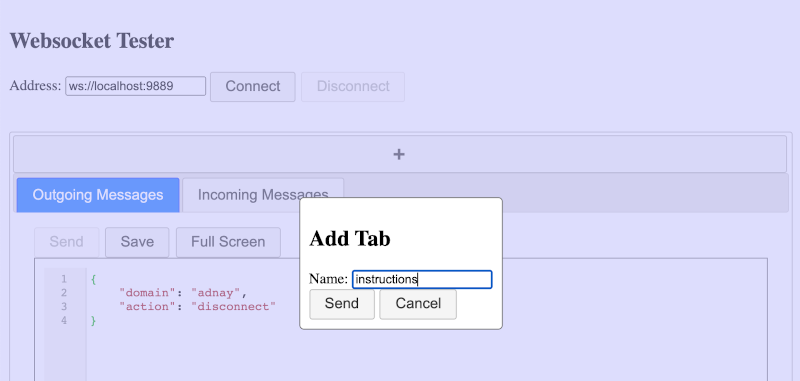 Websocket Tester
Address: ws://localhost:9889 Connect Disconnect
+
Outgoing Messages Incoming Messages
Send Save Full Screen
1 {
2 "domain": "adnay",
3 "action": "disconnect"
4 }
Add Tab
Name: instructions
Send Cancel